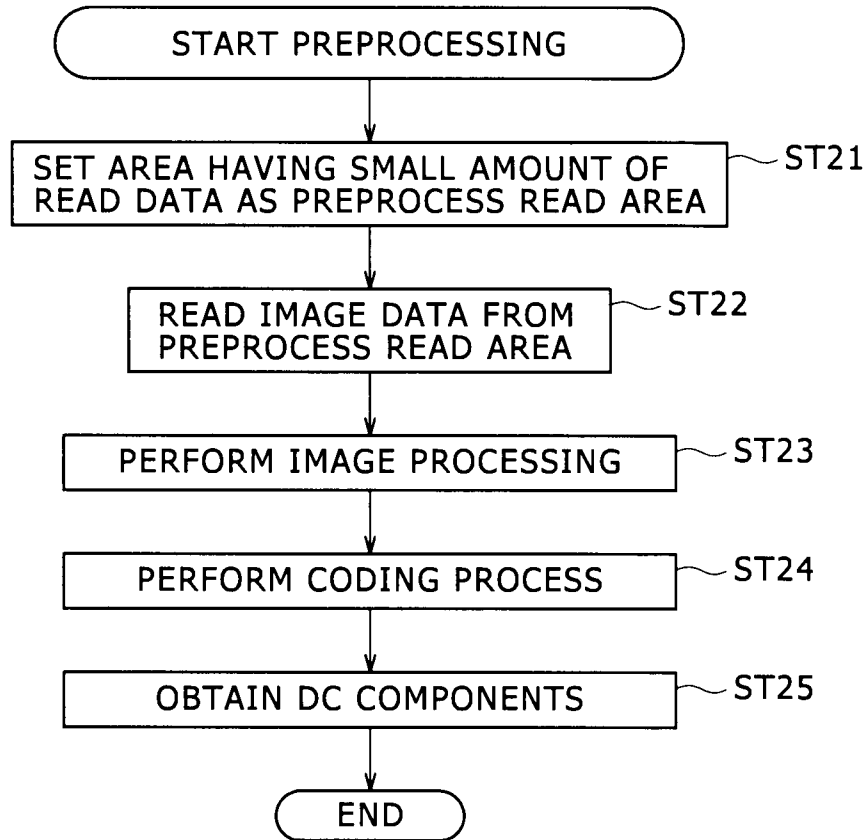 START PREPROCESSING
SET AREA HAVING SMALL AMOUNT OF
READ DATA AS PREPROCESS READ AREA
ST21
READ IMAGE DATA FROM
PREPROCESS READ AREA
ST22
PERFORM IMAGE PROCESSING
ST23
PERFORM CODING PROCESS
ST24
OBTAIN DC COMPONENTS
ST25
END